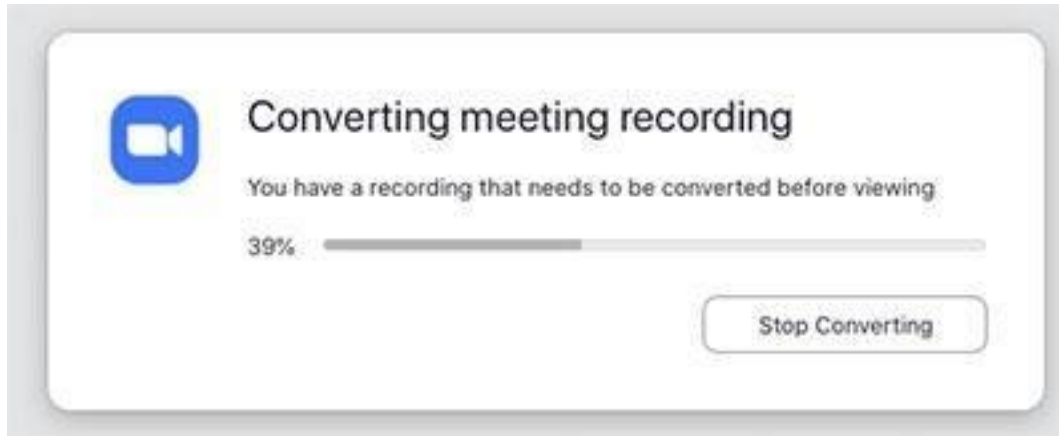 Converting meeting recording
You have a recording that needs to be converted before viewing
39%
Stop Converting